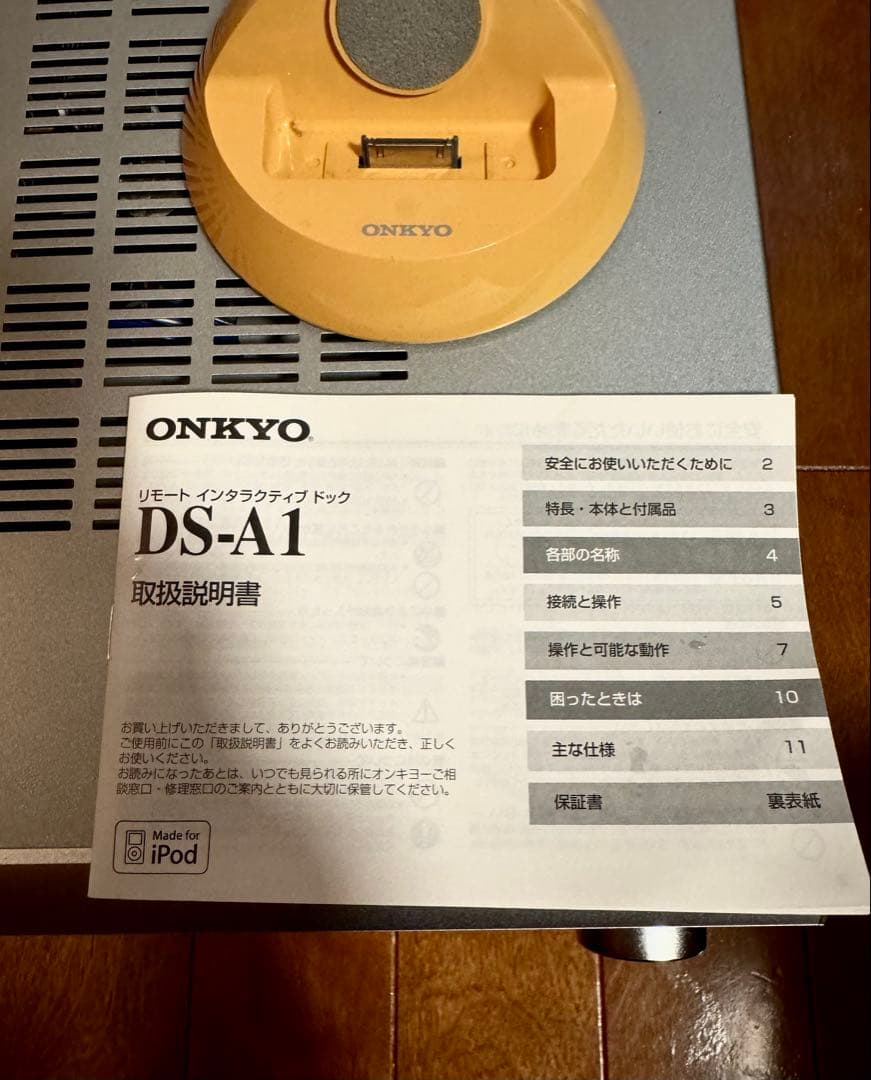 ONKYO
ONKYO®
リモート インタラクティブ ドック
DS-A1
取扱説明書
お買い上げいただきまして、ありがとうございます。
ご使用前にこの「取扱説明書」をよくお読みいただき、正しく
お使いください。
お読みになったあとは、いつでも見られる所にオンキヨーご相
談窓口・修理窓口のご案内とともに大切に保管してください。
Made for
iPod
安全にお使いいただくために 2
特長・本体と付属品 3
各部の名称 4
接続と操作 5
操作と可能な動作 7
困ったときは 10
主な仕様 11
保証書 裏表紙